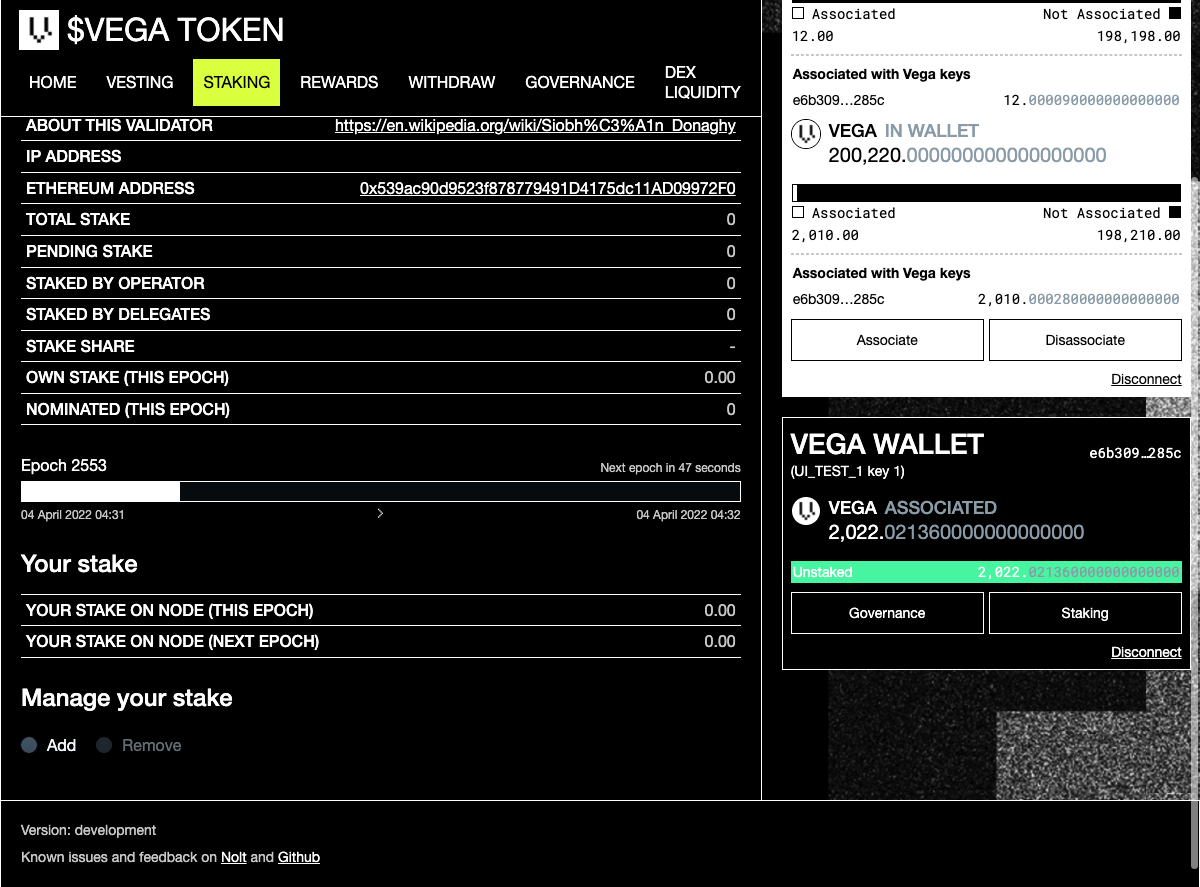 $VEGA TOKEN
HOME VESTING STAKING REWARDS WITHDRAW GOVERNANCE DEX LIQUIDITY
ABOUT THIS VALIDATOR https://en.wikipedia.org/wiki/Siobh%C3%A1n_Donaghy
IP ADDRESS
ETHEREUM ADDRESS 0x539ac90d9523f878779491D4175dc11AD09972F0
TOTAL STAKE 0
PENDING STAKE 0
STAKED BY OPERATOR 0
STAKED BY DELEGATES 0
STAKE SHARE -
OWN STAKE (THIS EPOCH) 0.00
NOMINATED (THIS EPOCH) 0
Epoch 2553 Next epoch in 47 seconds
04 April 2022 04:31 04 April 2022 04:32
Your stake
YOUR STAKE ON NODE (THIS EPOCH) 0.00
YOUR STAKE ON NODE (NEXT EPOCH) 0.00
Manage your stake
Add Remove
Associated Not Associated
12.00 198,198.00
Associated with Vega keys
e6b309…285c 12.000090000000000000
VEGA IN WALLET
200,220.000000000000000000
Associated Not Associated
2,010.00 198,210.00
Associated with Vega keys
e6b309…285c 2,010.000280000000000000
Associate Disassociate
Disconnect
VEGA WALLET e6b309…285c
(UI_TEST_1 key 1)
VEGA ASSOCIATED
2,022.021360000000000000
Unstaked 2,022.021360000000000000
Governance Staking
Disconnect
Version: development
Known issues and feedback on Nolt and Github